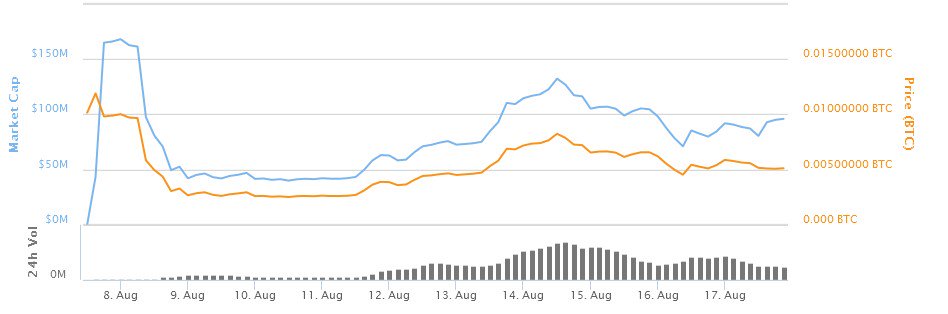 Market Cap
$150M
$100M
$50M
$0M
0.01500000 BTC
0.01000000 BTC
0.00500000 BTC
0.000 BTC
Price (BTC)
24h Vol
0M
8. Aug 9. Aug 10. Aug 11. Aug 12. Aug 13. Aug 14. Aug 15. Aug 16. Aug 17. Aug